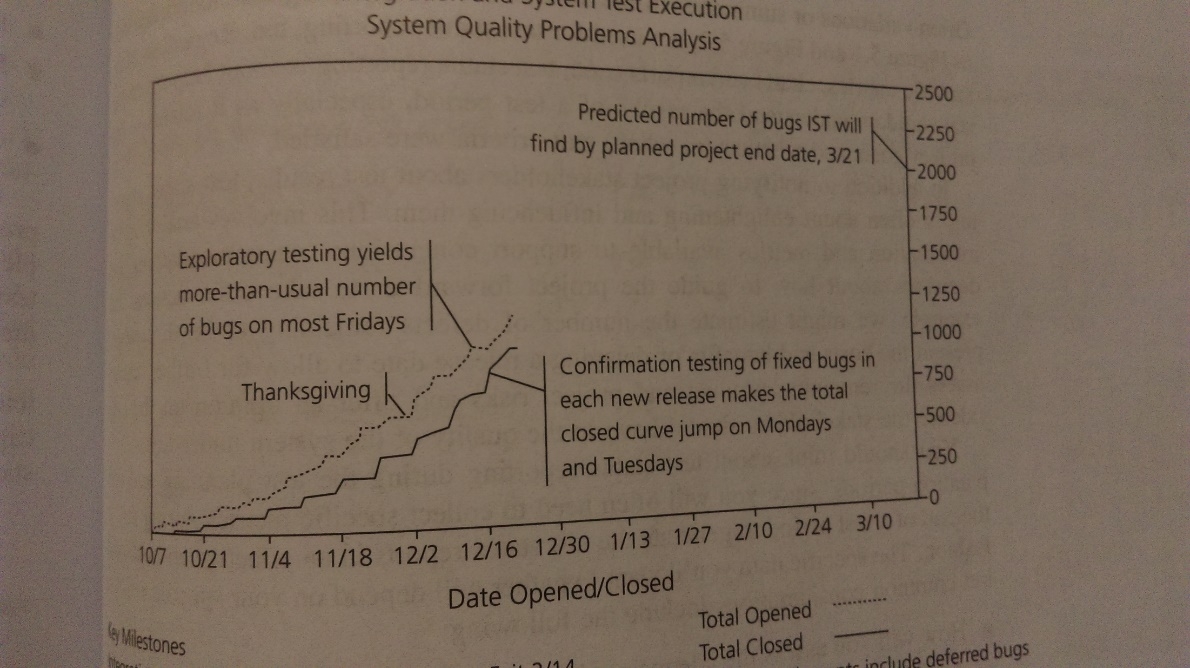 and System Test Execution
System Quality Problems Analysis
2500
Predicted number of bugs IST will
find by planned project end date, 3/21
2250
2000
1750
Exploratory testing yields
more-than-usual number
of bugs on most Fridays
1500
1250
1000
Thanksgiving
Confirmation testing of fixed bugs in
each new release makes the total
closed curve jump on Mondays
and Tuesdays
750
500
250
0
10/7 10/21 11/4 11/18 12/2 12/16 12/30 1/13 1/27 2/10 2/24 3/10
Date Opened/Closed
Total Opened
Total Closed
Key Milestones
include deferred bugs